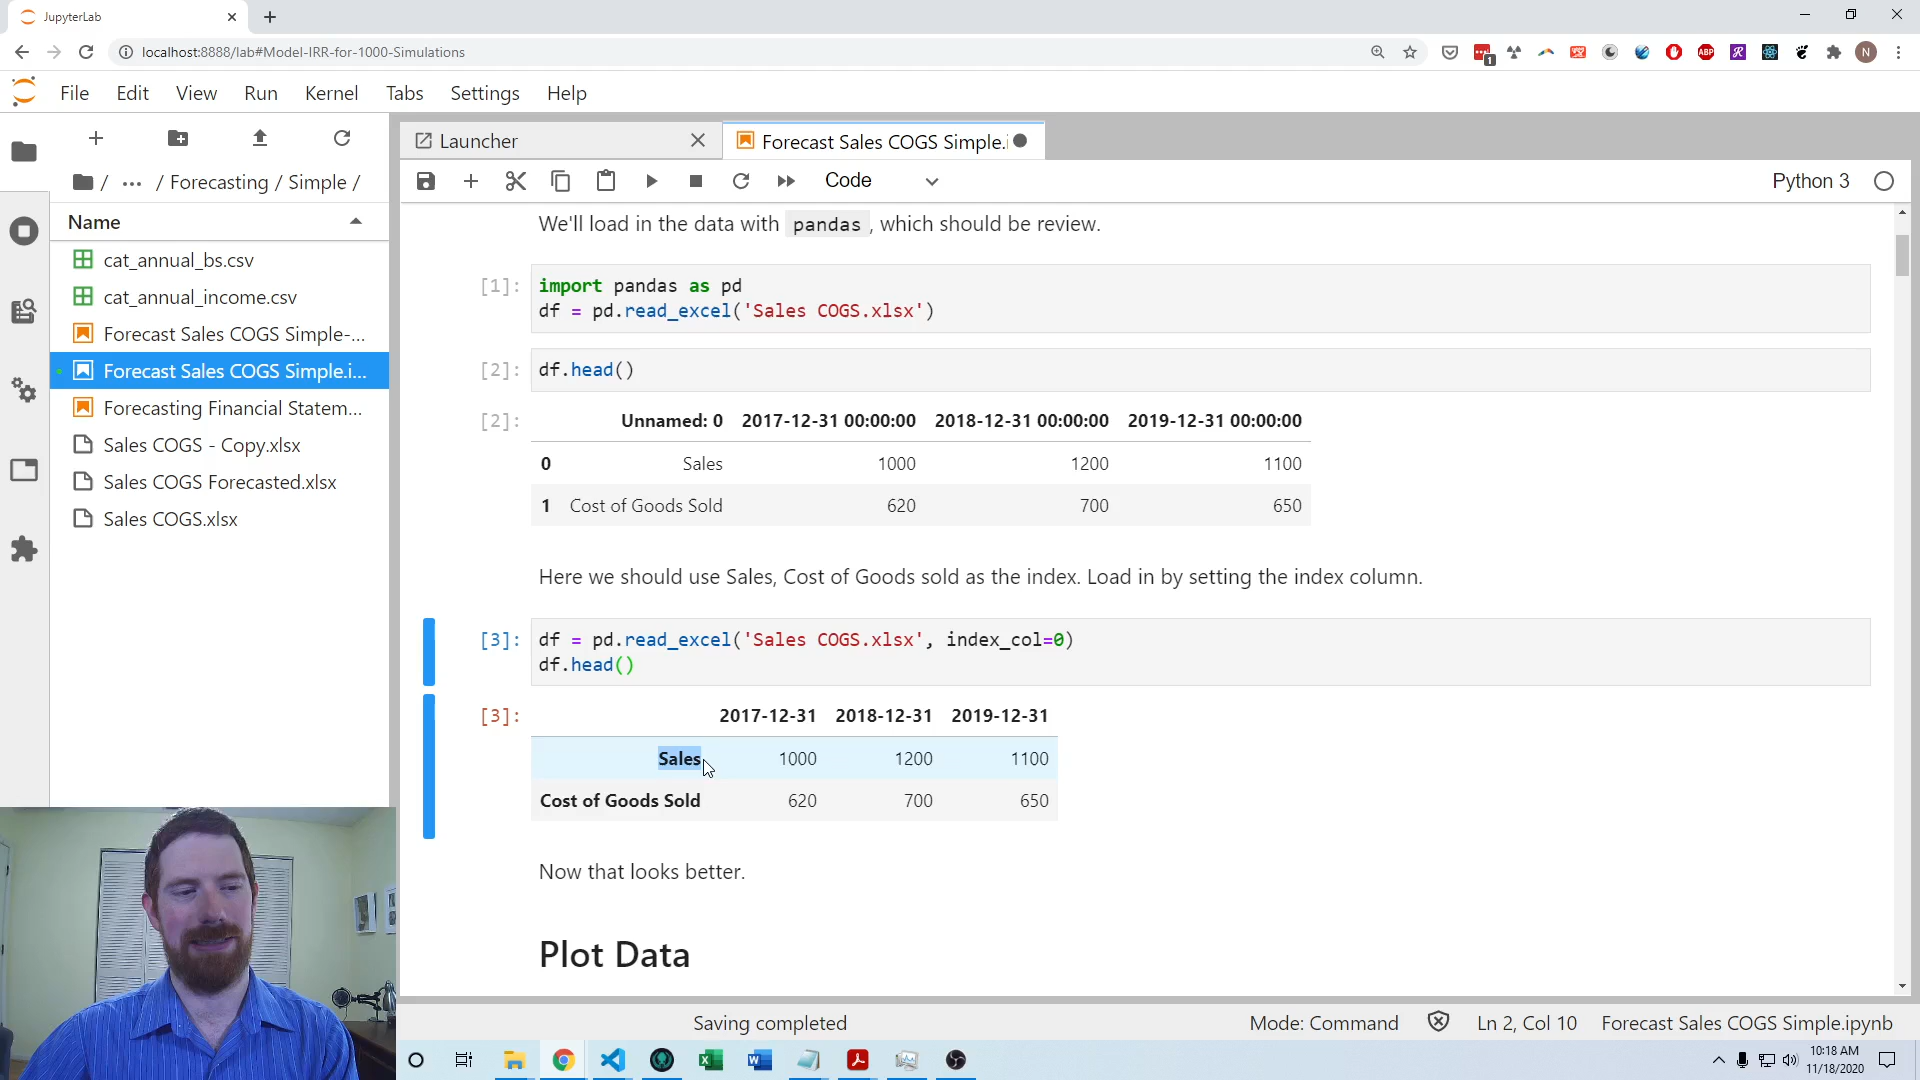 JupyterLab
localhost:8888/lab#Model-IRR-for-1000-Simulations
1
ABP
R
N
File Edit View Run Kernel Tabs Settings Help
Launcher
Forecast Sales COGS Simple.i
/ ... / Forecasting / Simple /
Code
Python 3
Name
cat_annual_bs.csv
cat_annual_income.csv
Forecast Sales COGS Simple-...
Forecast Sales COGS Simple.i...
Forecasting Financial Statem...
Sales COGS - Copy.xlsx
Sales COGS Forecasted.xlsx
Sales COGS.xlsx
We'll load in the data with pandas , which should be review.
[1]: import pandas as pd
df = pd.read_excel('Sales COGS.xlsx')
[2]: df.head()
[2]: Unnamed: 0 2017-12-31 00:00:00 2018-12-31 00:00:00 2019-12-31 00:00:00
0 Sales 1000 1200 1100
1 Cost of Goods Sold 620 700 650
Here we should use Sales, Cost of Goods sold as the index. Load in by setting the index column.
[3]: df = pd.read_excel('Sales COGS.xlsx', index_col=0)
df.head()
[3]: 2017-12-31 2018-12-31 2019-12-31
Sales 1000 1200 1100
Cost of Goods Sold 620 700 650
Now that looks better.
Plot Data
Saving completed
Mode: Command
Ln 2, Col 10
Forecast Sales COGS Simple.ipynb
10:18 AM
11/18/2020